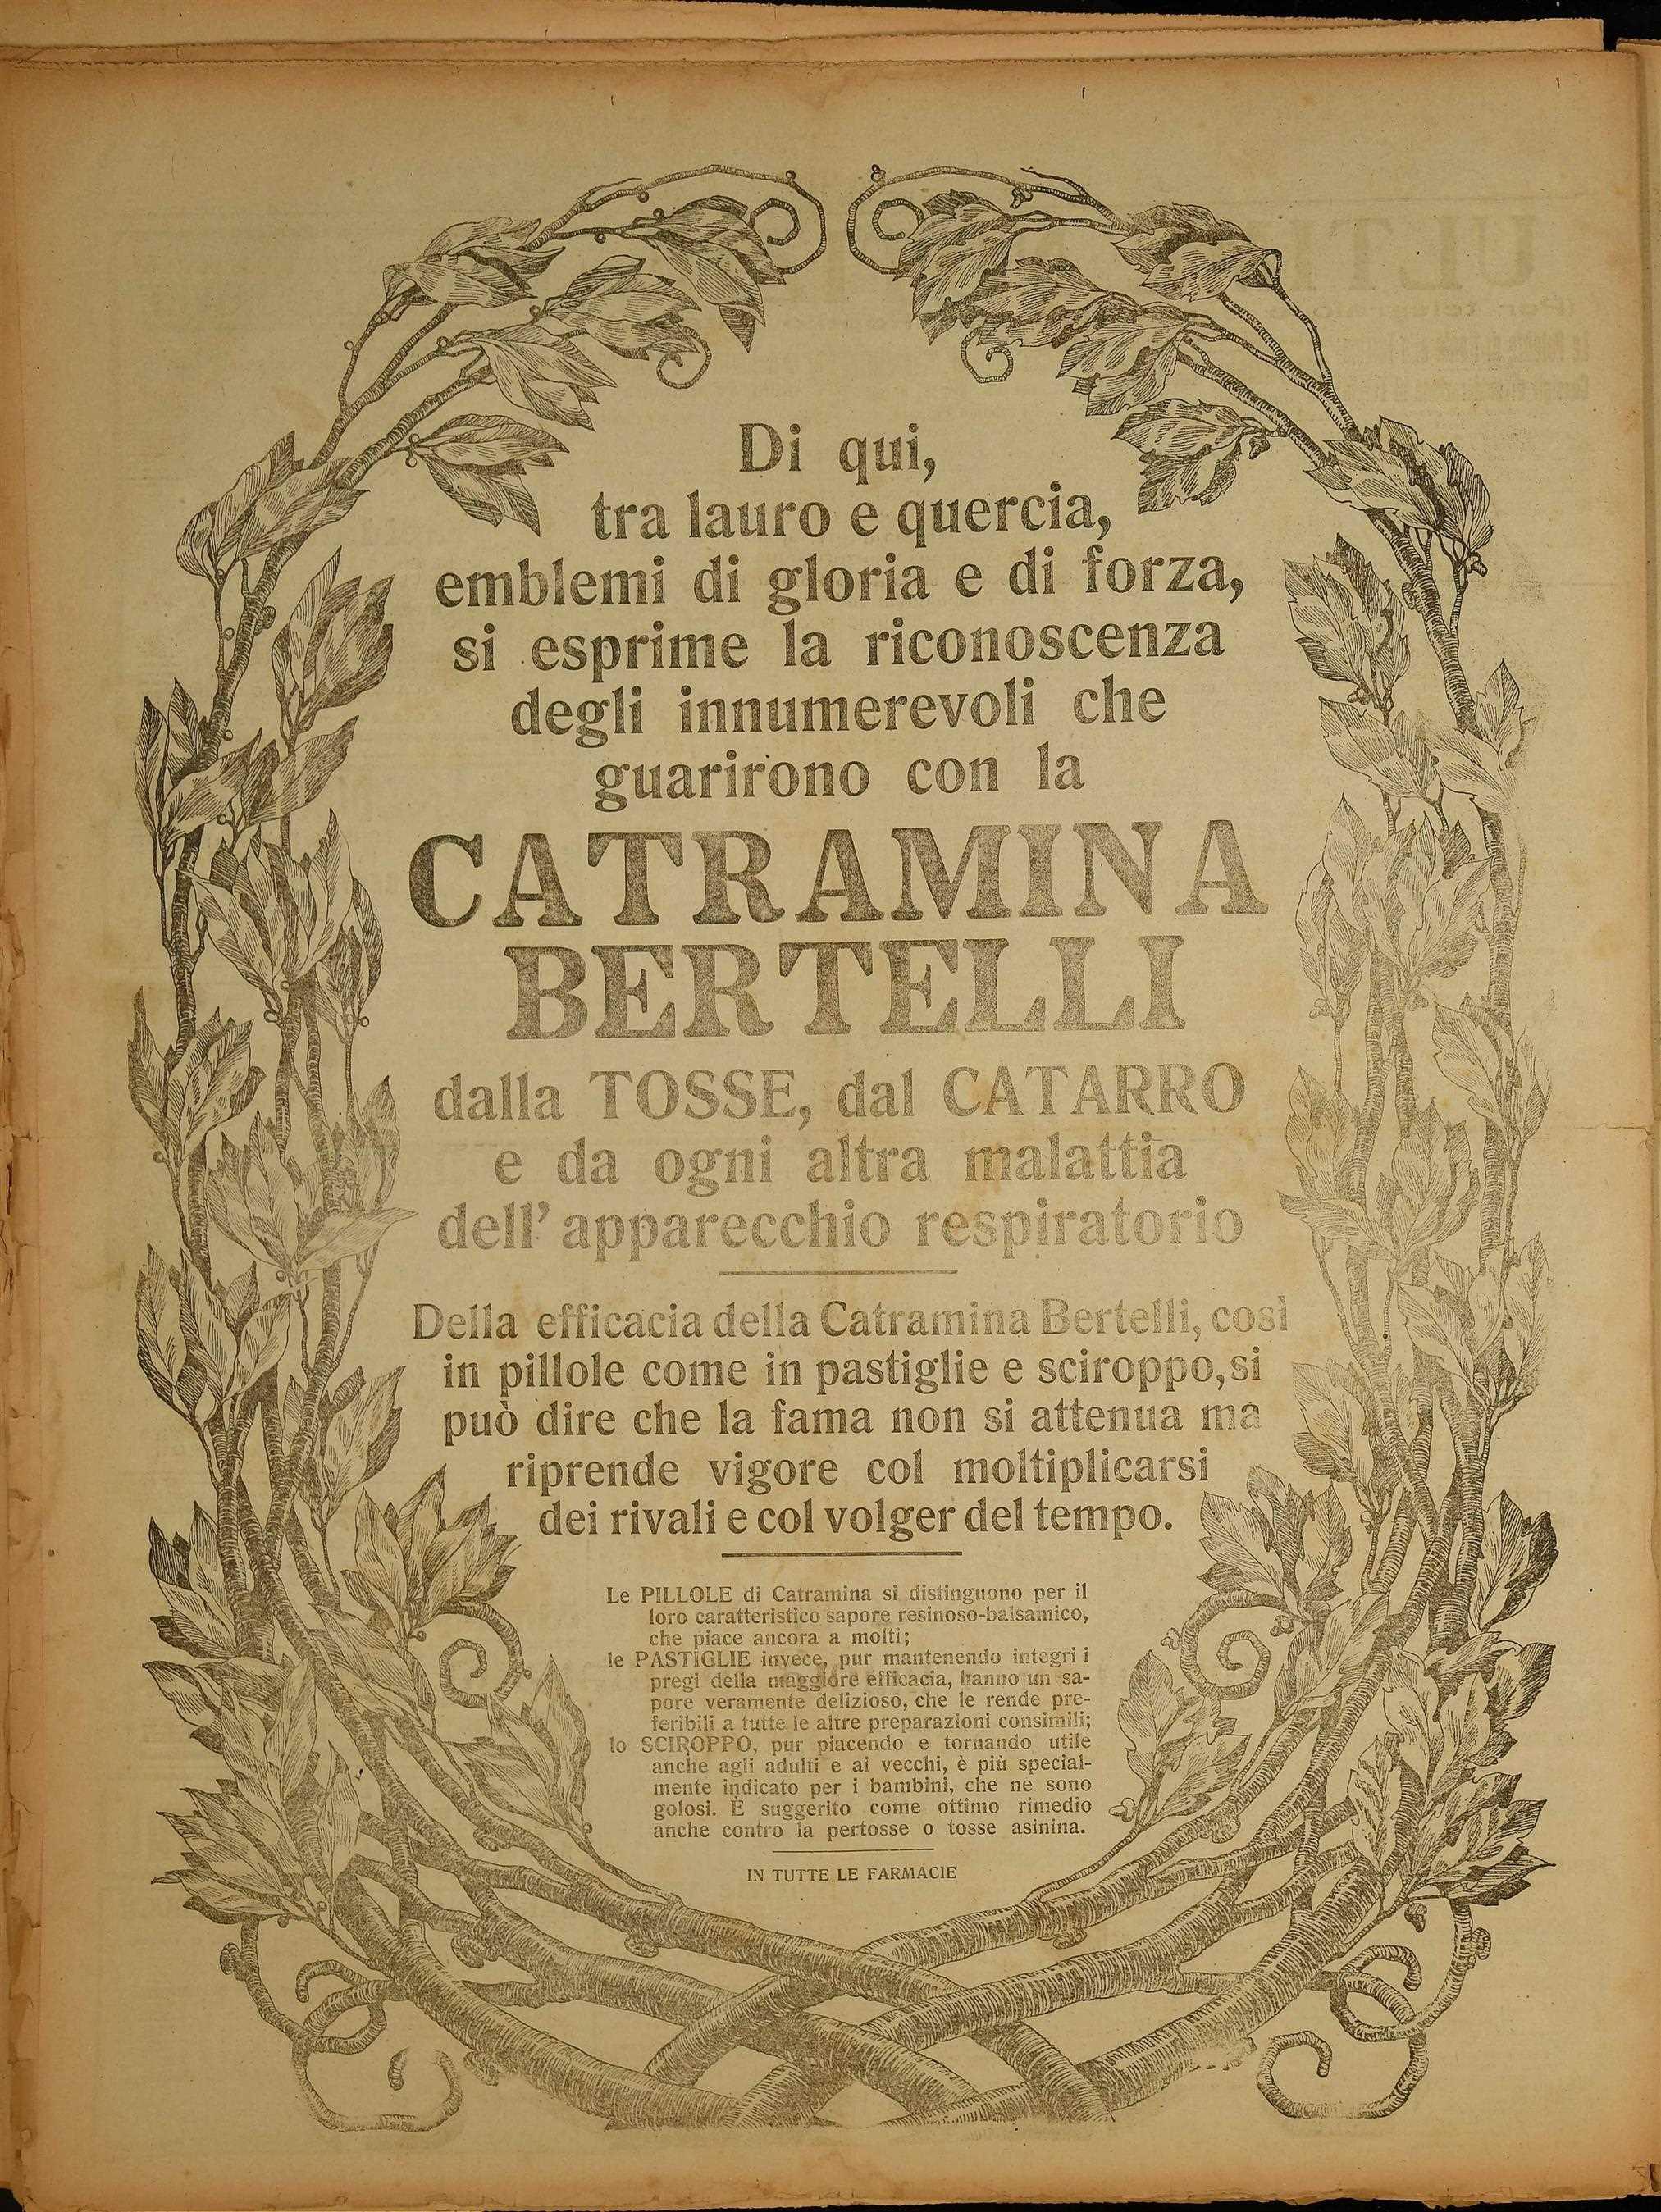 Di qui,
tra lauro e quercia,
emblemi di gloria e di forza,
si esprime la riconoscenza
degli innumerevoli che
guarirono con la
CATRAMINA
BERTELLI
dalla TOSSE, dal CATARRO
e da ogni altra malattia
dell' apparecchio respiratorio
Della efficacia della Catramina Bertelli, così
in pillole come in pastiglie e sciroppo, si
può dire che la fama non si attenua ma
riprende vigore col moltiplicarsi
dei rivali e col volger del tempo.
Le PILLOLE di Catramina si distinguono per il
loro caratteristico sapore resinoso-balsamico,
che piace ancora a molti;
le PASTIGLIE invece, pur mantenendo integri i
pregi della maggiore efficacia, hanno un sa-
pore veramente delizioso, che le rende pre-
feribili a tutte le altre preparazioni consimili;
lo SCIROPPO, pur piacendo e tornando utile
anche agli adulti e ai vecchi, è più special-
mente indicato per i bambini, che ne sono
golosi. È suggerito come ottimo rimedio
anche contro la pertosse o tosse asinina.
IN TUTTE LE FARMACIE